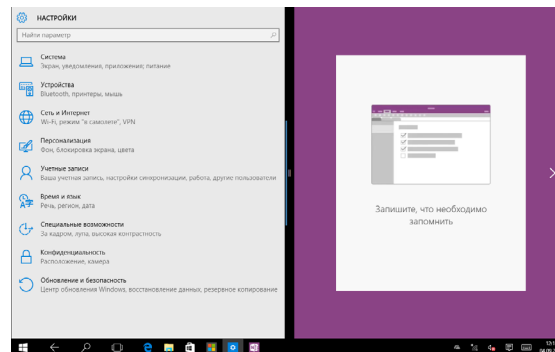 НАСТРОЙКИ
Найти параметр
Система
Экран, уведомления, приложения; питание
Устройства
Bluetooth, принтеры, мышь
Сеть и Интернет
Wi-Fi, режим "в самолете", VPN
Персонализация
Фон, блокировка экрана, цвета
Учетные записи
Ваша учетная запись, настройки синхронизации, работа, другие пользователи
Время и язык
Речь, регион, дата
Специальные возможности
За кадром, лупа, высокая контрастность
Конфиденциальность
Расположение, камера
Обновление и безопасность
Центр обновления Windows, восстановление данных, резервное копирование
Запишите, что необходимо
запомнить